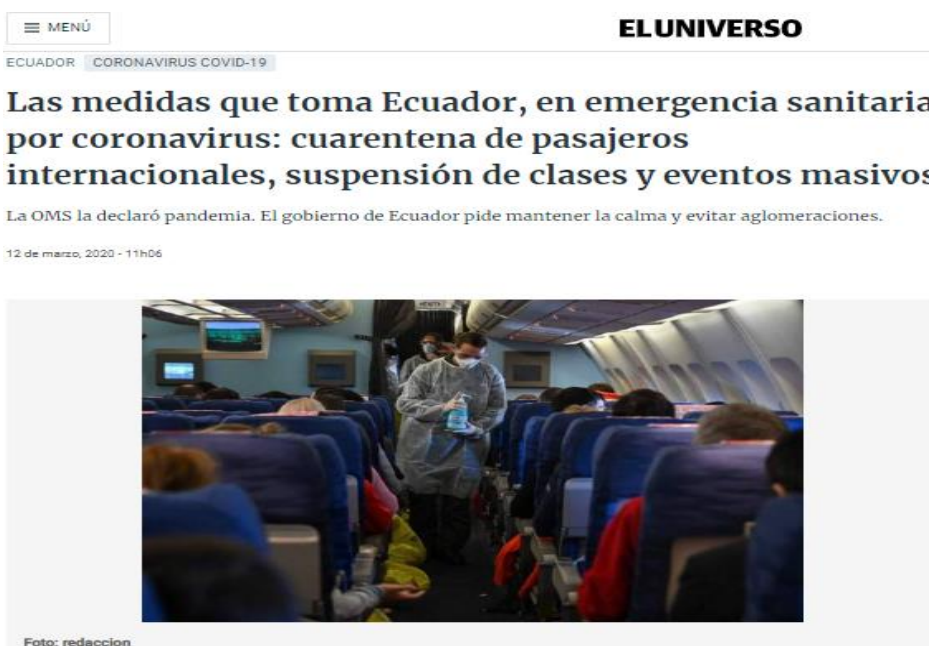 MENÚ
EL UNIVERSO
ECUADOR CORONAVIRUS COVID-19
Las medidas que toma Ecuador, en emergencia sanitaria
por coronavirus: cuarentena de pasajeros
internacionales, suspensión de clases y eventos masivos
La OMS la declaró pandemia. El gobierno de Ecuador pide mantener la calma y evitar aglomeraciones.
12 de marzo, 2020 - 11h06
Foto: redaccion